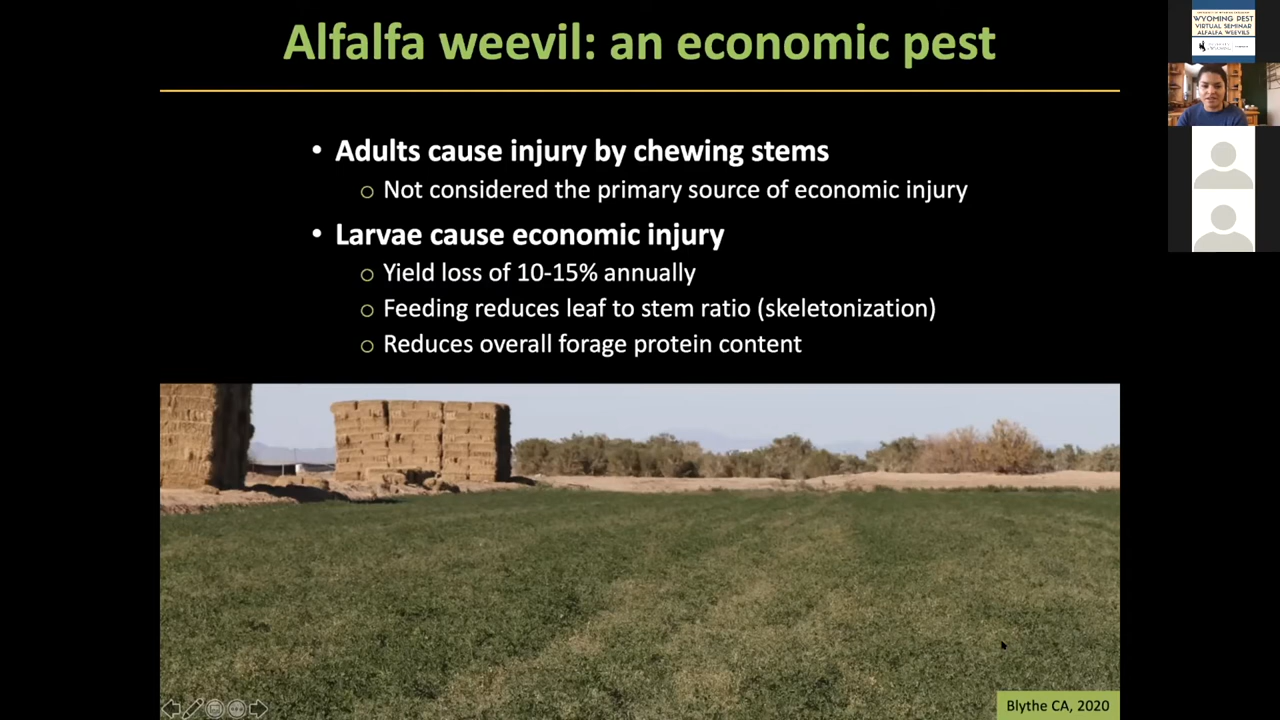 Alfalfa weevil: an economic pest
• Adults cause injury by chewing stems
o Not considered the primary source of economic injury
• Larvae cause economic injury
o Yield loss of 10-15% annually
o Feeding reduces leaf to stem ratio (skeletonization)
o Reduces overall forage protein content
Blythe CA, 2020
WYOMING PEST
VIRTUAL SEMINAR
ALFALFA WEEVILS